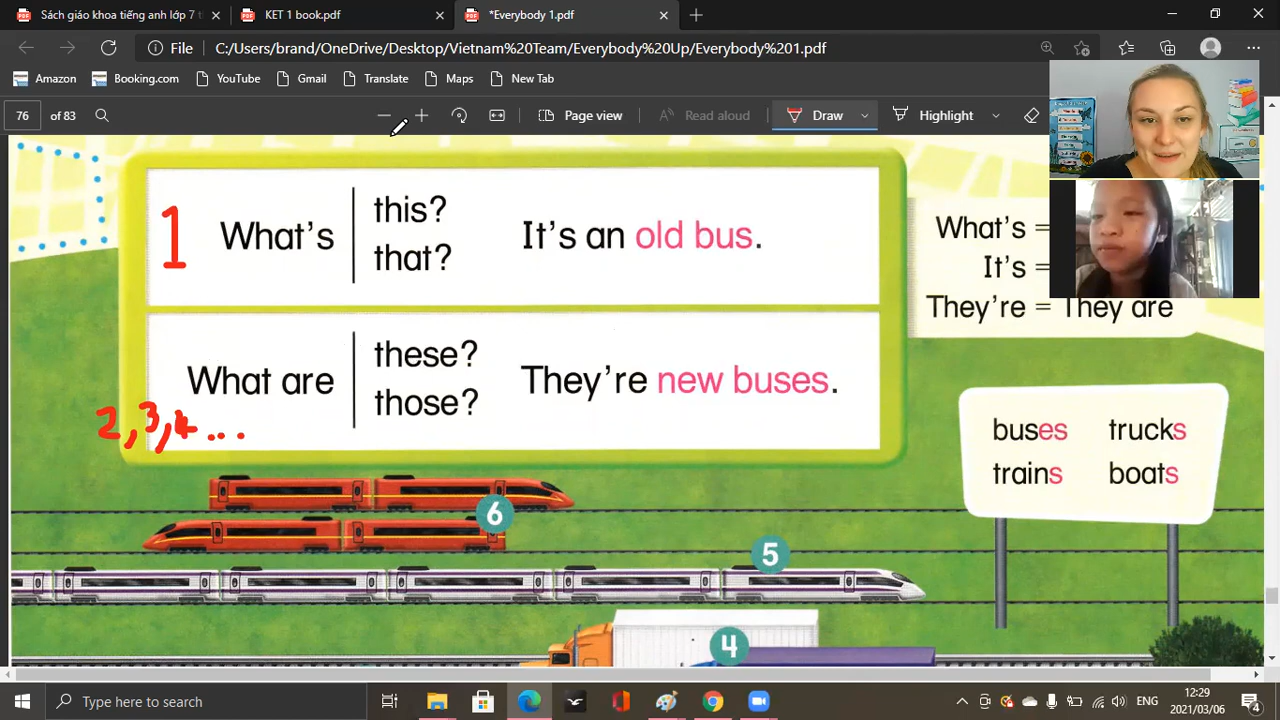 Sách giáo khoa tiếng anh lớp 7 t
KET 1 book.pdf
*Everybody 1.pdf
File
C:/Users/brand/OneDrive/Desktop/Vietnam%20Team/Everybody%20Up/Everybody%201.pdf
Amazon
Booking.com
YouTube
Gmail
Translate
Maps
New Tab
76 of 83
Page view
Read aloud
Draw
Highlight
1
What's
this?
that?
It's an old bus.
What are
these?
those?
They're new buses.
2,3,4 ...
What's =
It's =
They're = They are
buses trucks
trains boats
6
5
4
Type here to search
ENG
12:29
2021/03/06
4